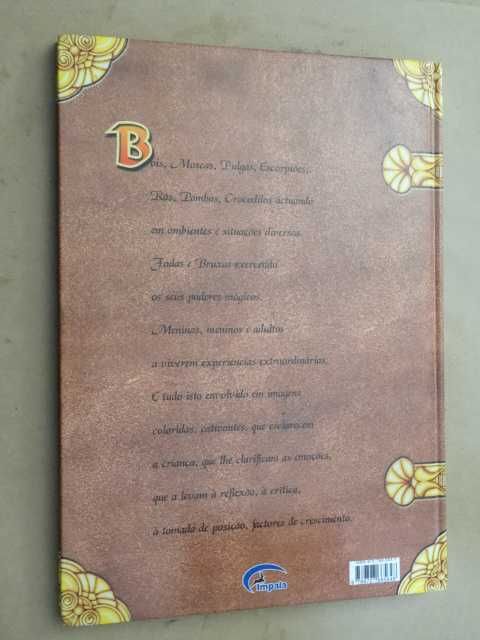 Bois, Moscas, Pulgas, Escorpiões,
Rãs, Pombas, Crocodilos actuando
em ambientes e situações diversos.
Fadas e Bruxas exercendo
os seus poderes mágicos.
Meninas, meninos e adultos
a viverem experiencias extraordinárias.
E tudo isto envolvido em imagens
coloridas, cativantes, que esclarecem
a criança, que lhe clarificam as emoções,
que a levam à reflexão, à crítica,
à tomada de posição, factores de crescimento.
Impala